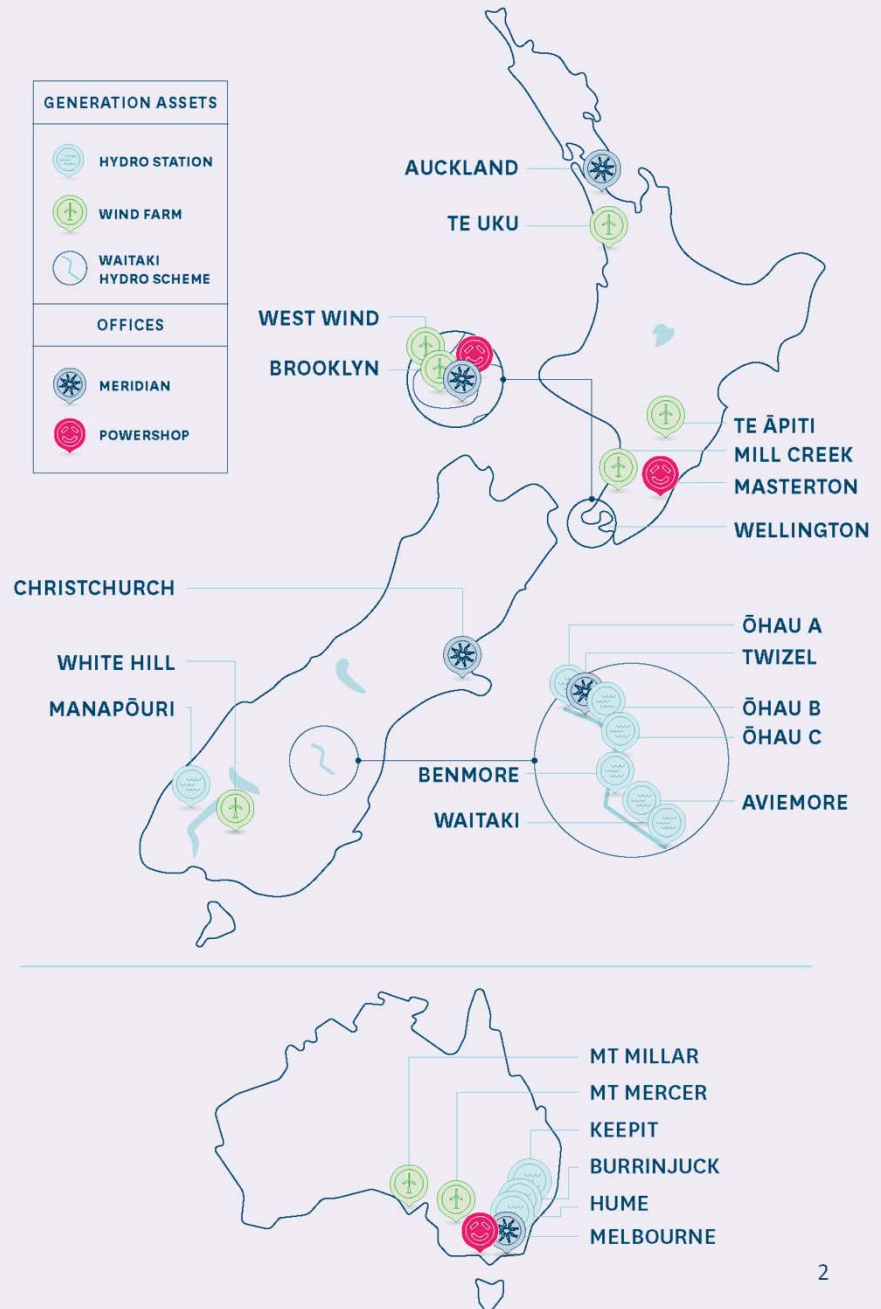 GENERATION ASSETS
HYDRO STATION
WIND FARM
WAITAKI
HYDRO SCHEME
OFFICES
MERIDIAN
POWERSHOP
AUCKLAND
TE UKU
WEST WIND
BROOKLYN
TE ĀPITI
MILL CREEK
MASTERTON
WELLINGTON
CHRISTCHURCH
WHITE HILL
MANAPŌURI
ŌHAU A
TWIZEL
ŌHAU B
ŌHAU C
BENMORE
AVIEMORE
WAITAKI
MT MILLAR
MT MERCER
KEEPIT
BURRINJUCK
HUME
MELBOURNE
2